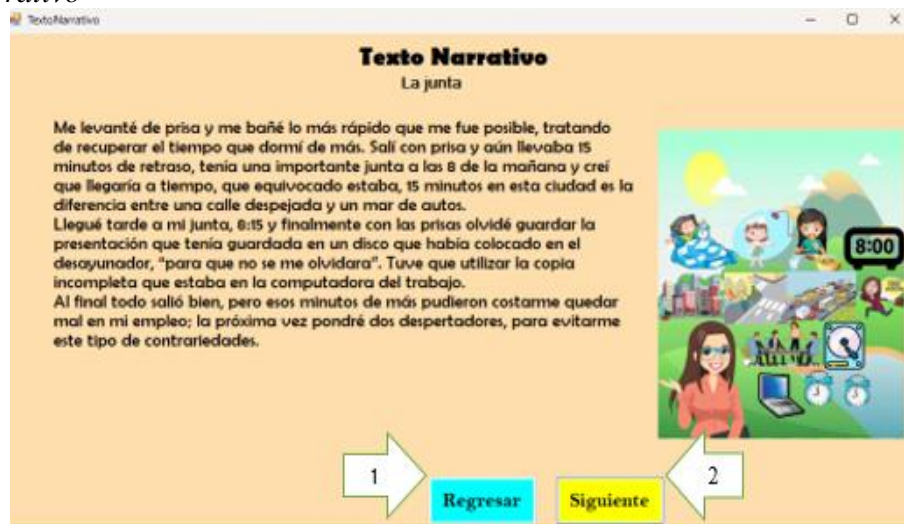 TextoNarrativo
Texto Narrativo
La junta
Me levanté de prisa y me bañé lo más rápido que me fue posible, tratando
de recuperar el tiempo que dormí de más. Salí con prisa y aún llevaba 15
minutos de retraso, tenía una importante junta a las 8 de la mañana y creí
que llegaría a tiempo, que equivocado estaba, 15 minutos en esta ciudad es la
diferencia entre una calle despejada y un mar de autos.
Llegué tarde a mi junta, 8:15 y finalmente con las prisas olvidé guardar la
presentación que tenía guardada en un disco que había colocado en el
desayunador, “para que no se me olvidara”. Tuve que utilizar la copia
incompleta que estaba en la computadora del trabajo.
Al final todo salió bien, pero esos minutos de más pudieron costarme quedar
mal en mi empleo; la próxima vez pondré dos despertadores, para evitarme
este tipo de contrariedades.
8:00
1
2
Regresar
Siguiente